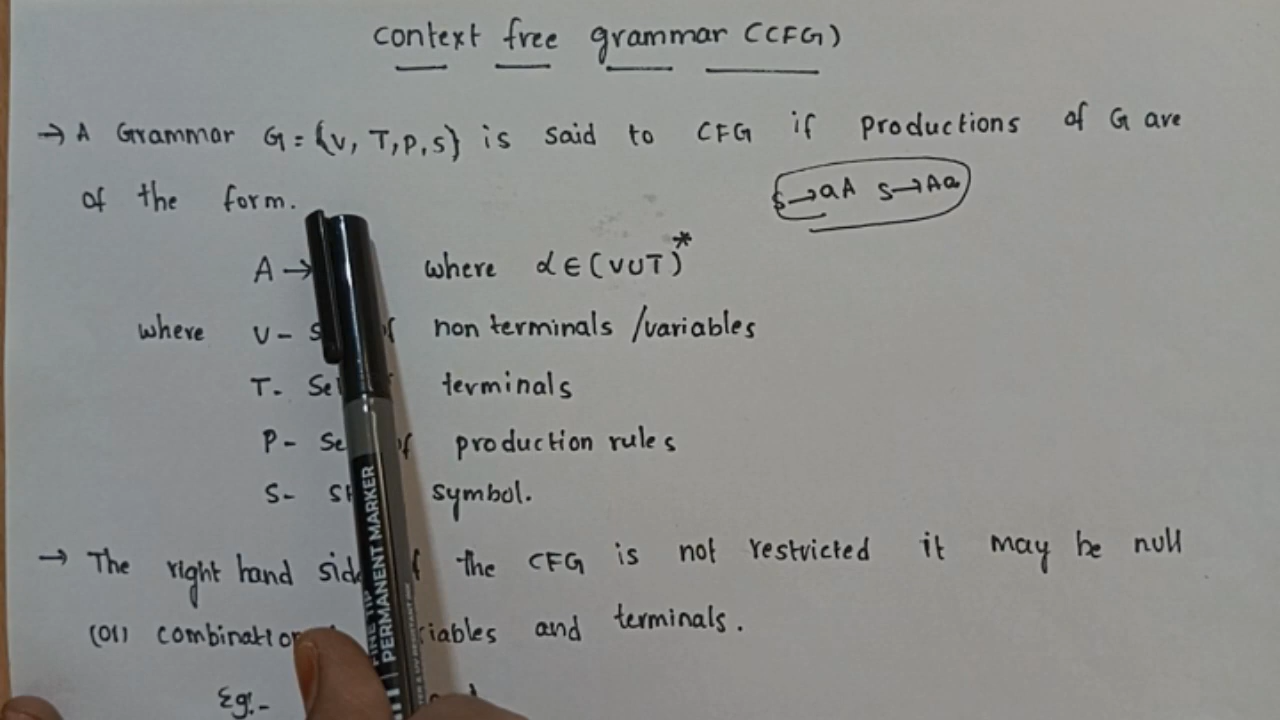 context free grammar (CFG)
→ A Grammar G = {V, T, P, S} is said to CFG if productions of G are
of the form.
S→aA S→Aa
A → where α ∈ (VUT)*
where V- non terminals /variables
T- terminals
P- production rules
S- symbol.
→ The right hand side the CFG is not restricted it may be null
(or) and terminals.
Eg:-
PERMANENT MARKER